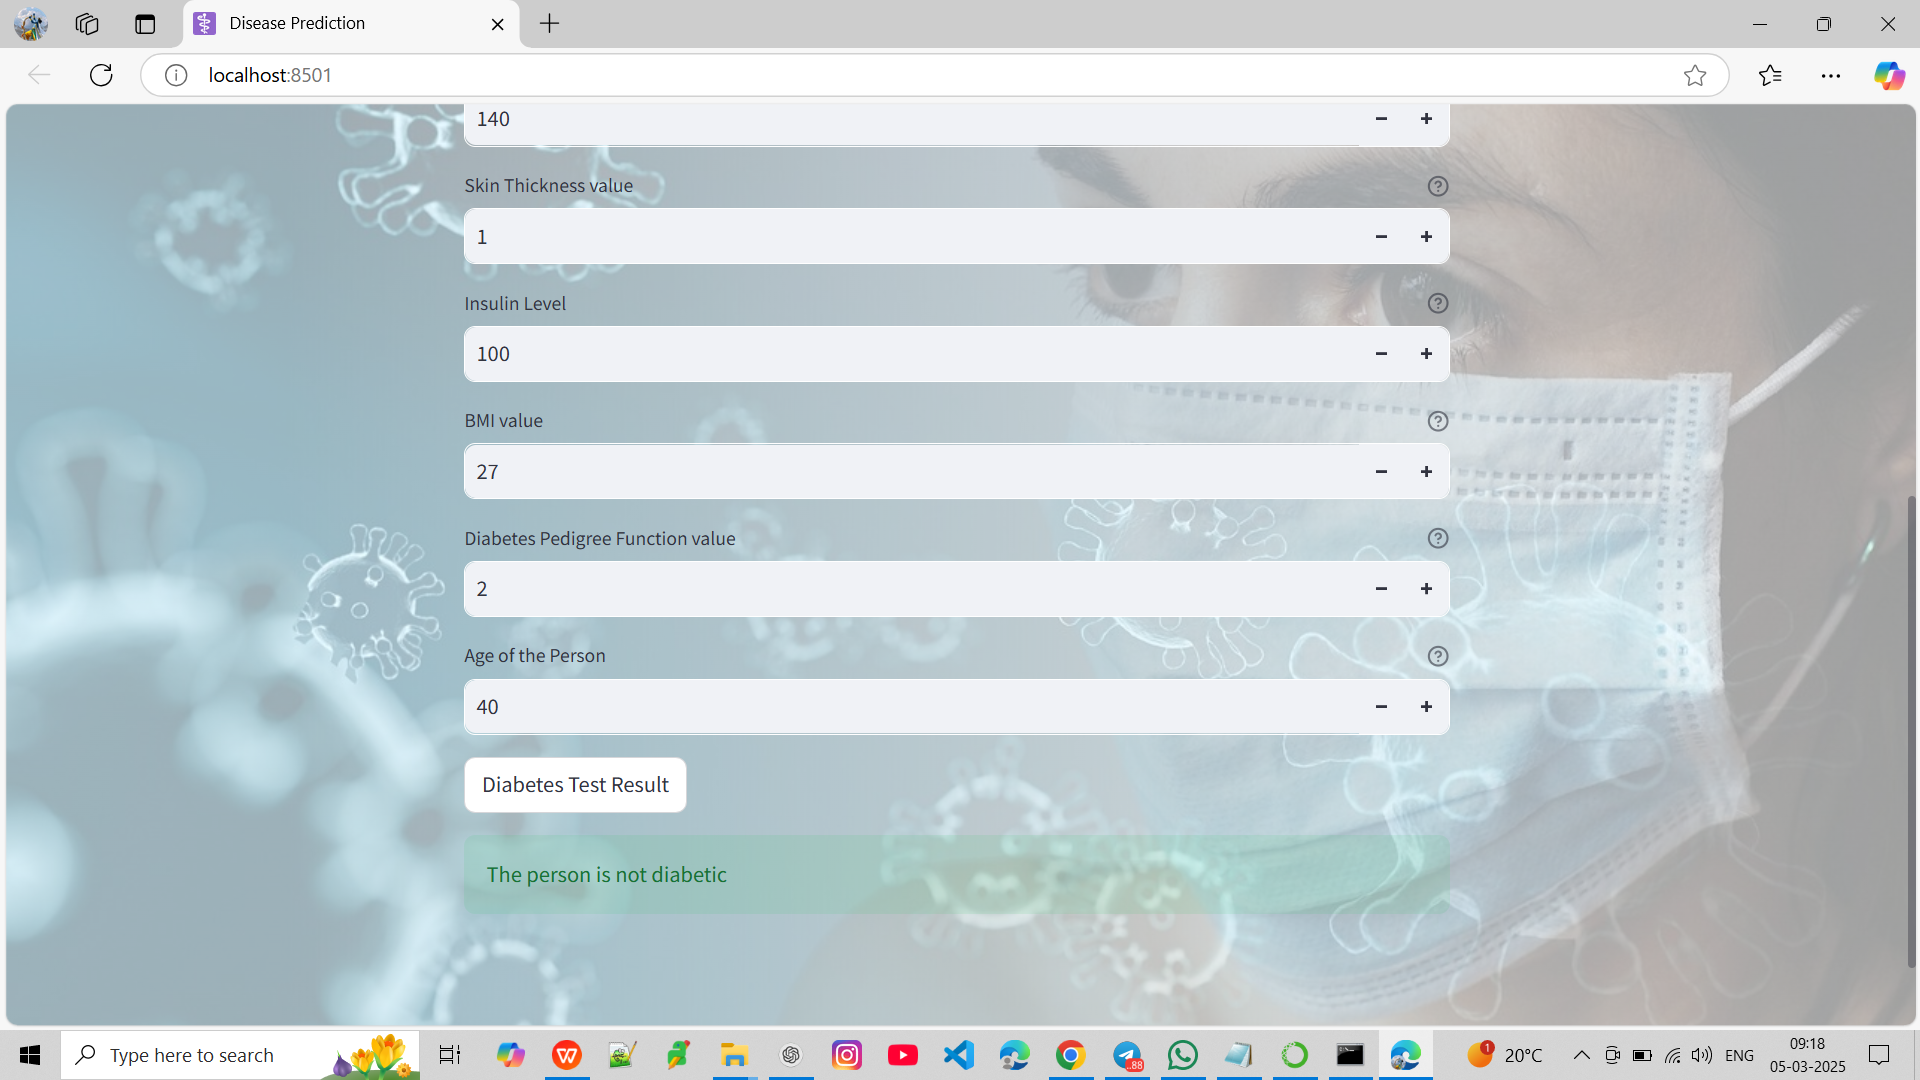 Disease Prediction
localhost:8501
140
Skin Thickness value
1
Insulin Level
100
BMI value
27
Diabetes Pedigree Function value
2
Age of the Person
40
Diabetes Test Result
The person is not diabetic
Type here to search
..88
1
20°C
ENG
09:18
05-03-2025